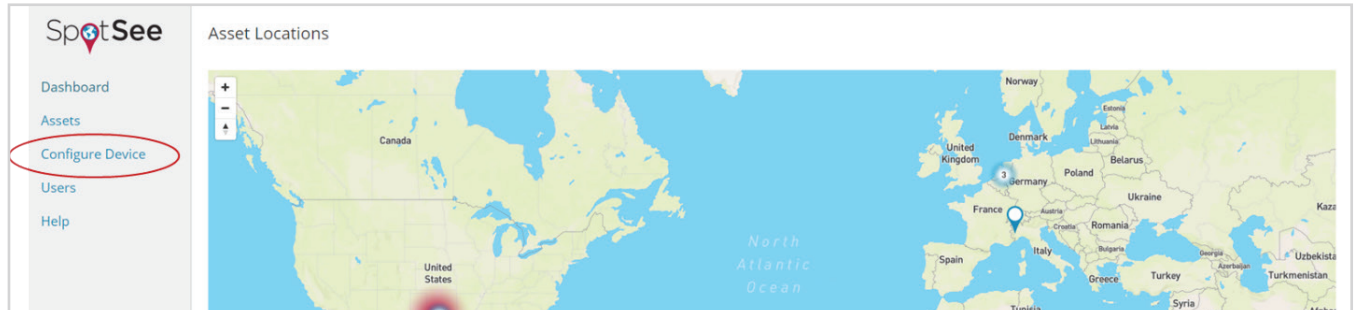 SpotSee
Asset Locations
Dashboard
Assets
Configure Device
Users
Help
+
−
Canada
United
States
North
Atlantic
Ocean
Norway
Estonia
Latvia
Lithuania
Denmark
United
Kingdom
Belarus
Poland
3
Germany
Ukraine
France
Austria
Kaza
Croatia
Romania
Italy
Bulgaria
Spain
Georgia
Uzbekista
Azerbaijan
Greece
Turkey
Turkmenistan
Syria
Tunisia